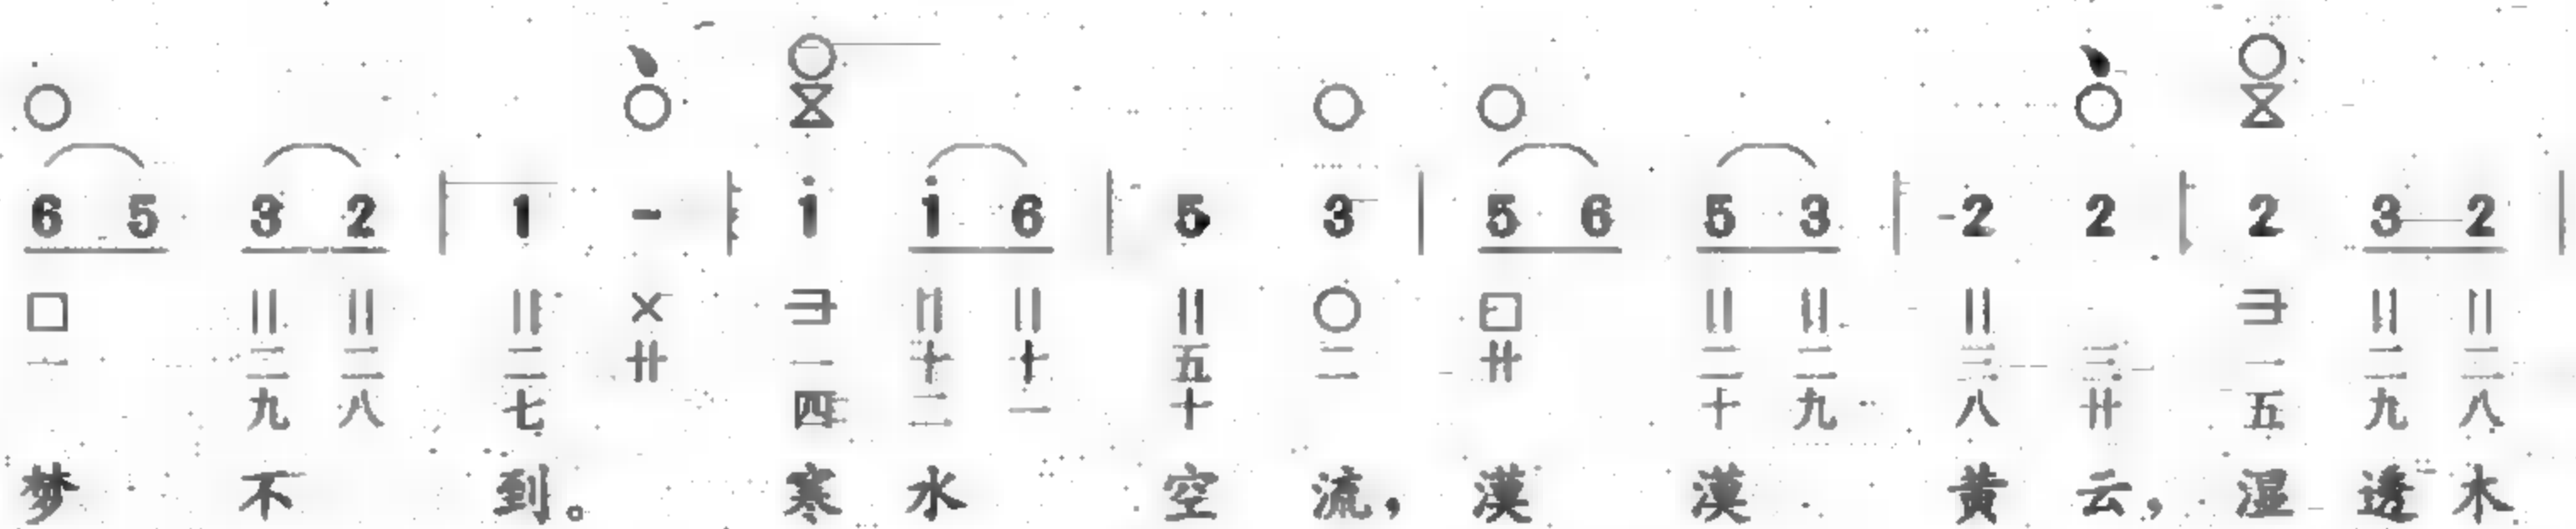 6 5 3 2 | 1 - | i i 6 | 5 3 | 5 6 5 3 | 2 2 | 2 3 2 |
一 二 二 二 廿 一 十 十 五 二 廿 二 二 三 三 一 二 二
九 八 七 四 二 一 十 十 九 八 廿 五 九 八
梦不到。寒水空流，漠漠黄云，湿透木